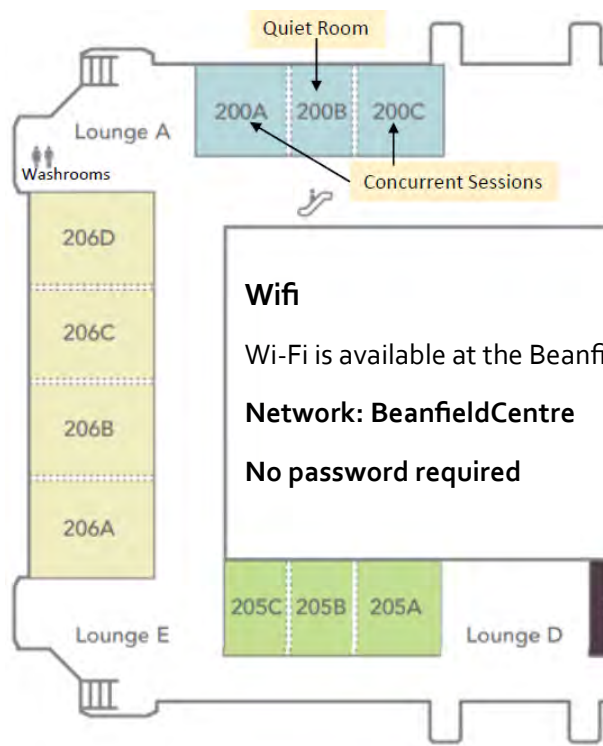 Quiet Room
200A 200B 200C
Lounge A
Washrooms
Concurrent Sessions
206D
206C
206B
206A
Wifi
Wi-Fi is available at the Beanfi
Network: BeanfieldCentre
No password required
205C 205B 205A
Lounge E
Lounge D